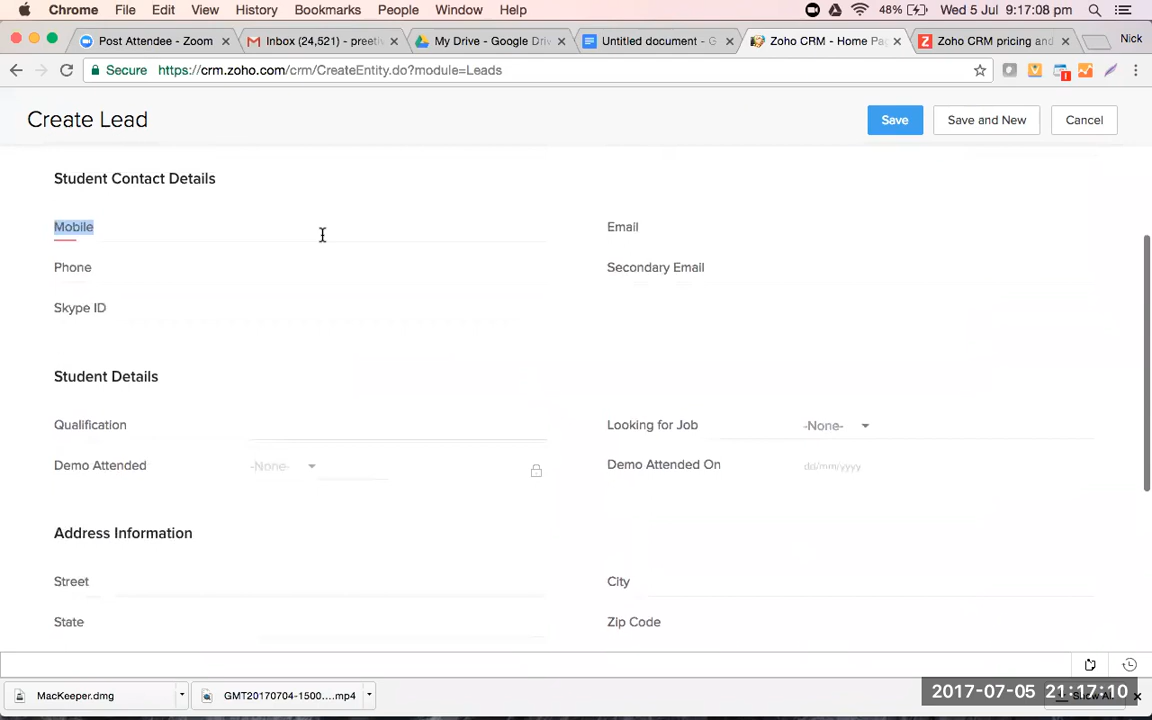 Chrome File Edit View History Bookmarks People Window Help 48% Wed 5 Jul 9:17:08 pm
Post Attendee - Zoom Inbox (24,521) - preetiv My Drive - Google Driv Untitled document - G Zoho CRM - Home Pag Zoho CRM pricing and Nick
Secure https://crm.zoho.com/crm/CreateEntity.do?module=Leads
Create Lead Save Save and New Cancel
Student Contact Details
Mobile Email
Phone Secondary Email
Skype ID
Student Details
Qualification Looking for Job -None-
Demo Attended -None- Demo Attended On dd/mm/yyyy
Address Information
Street City
State Zip Code
MacKeeper.dmg GMT20170704-1500....mp4 Show All
2017-07-05 21:17:10